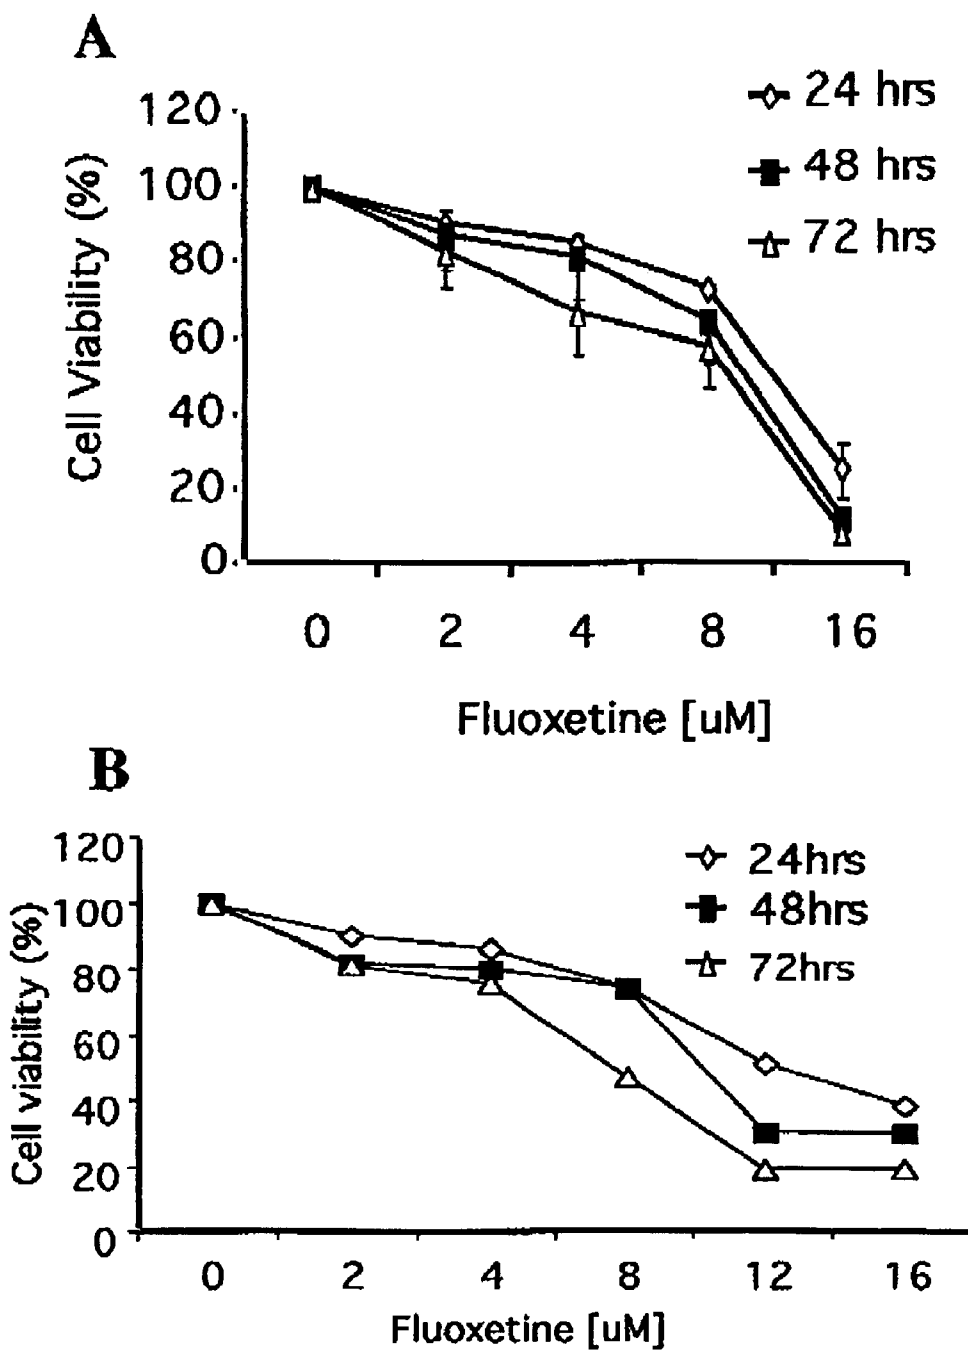 A
Cell Viability (%)
120
100
80
60
40
20
0
24 hrs
48 hrs
72 hrs
0 2 4 8 16
Fluoxetine [uM]
B
Cell viability (%)
120
100
80
60
40
20
0
24hrs
48hrs
72hrs
0 2 4 8 12 16
Fluoxetine [uM]